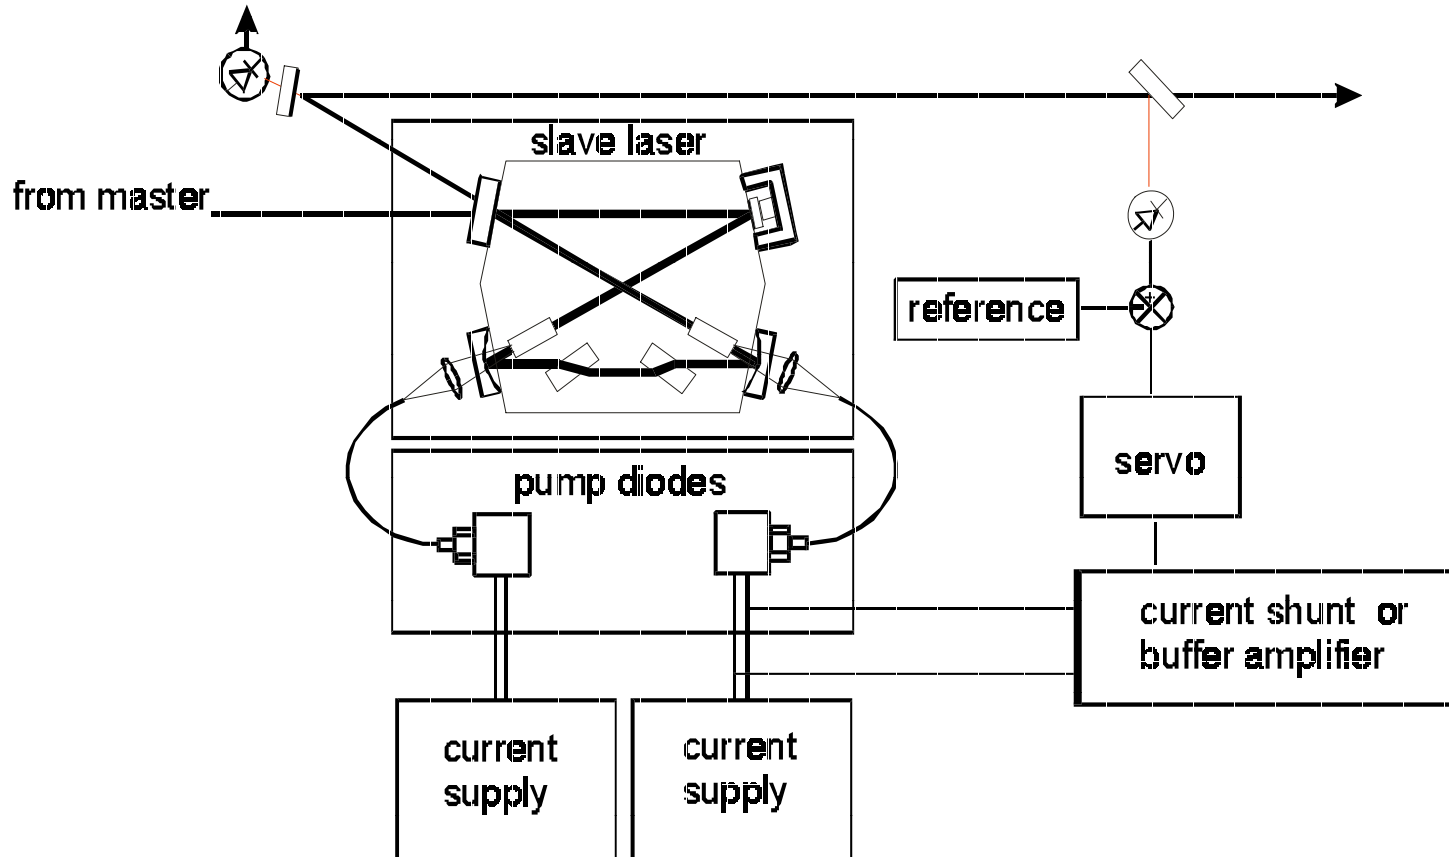 slave laser
from master
reference
servo
pump diodes
current shunt or
buffer amplifier
current
supply
current
supply